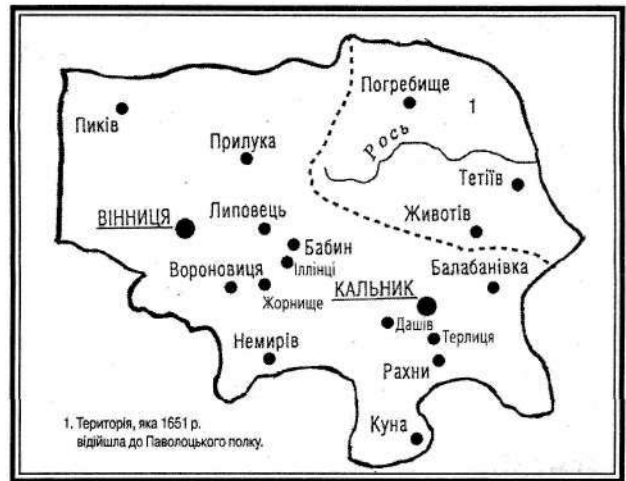 Погребище
1
Пиків
Рось
Прилука
Тетіїв
ВІННИЦЯ
Липовець
Животів
Бабин
Іллінці
Вороновиця
Жорнище
Балабанівка
КАЛЬНИК
Дашів
Терлиця
Немирів
Рахни
Куна
1. Територія, яка 1651 р.
відійшла до Паволоцького полку.